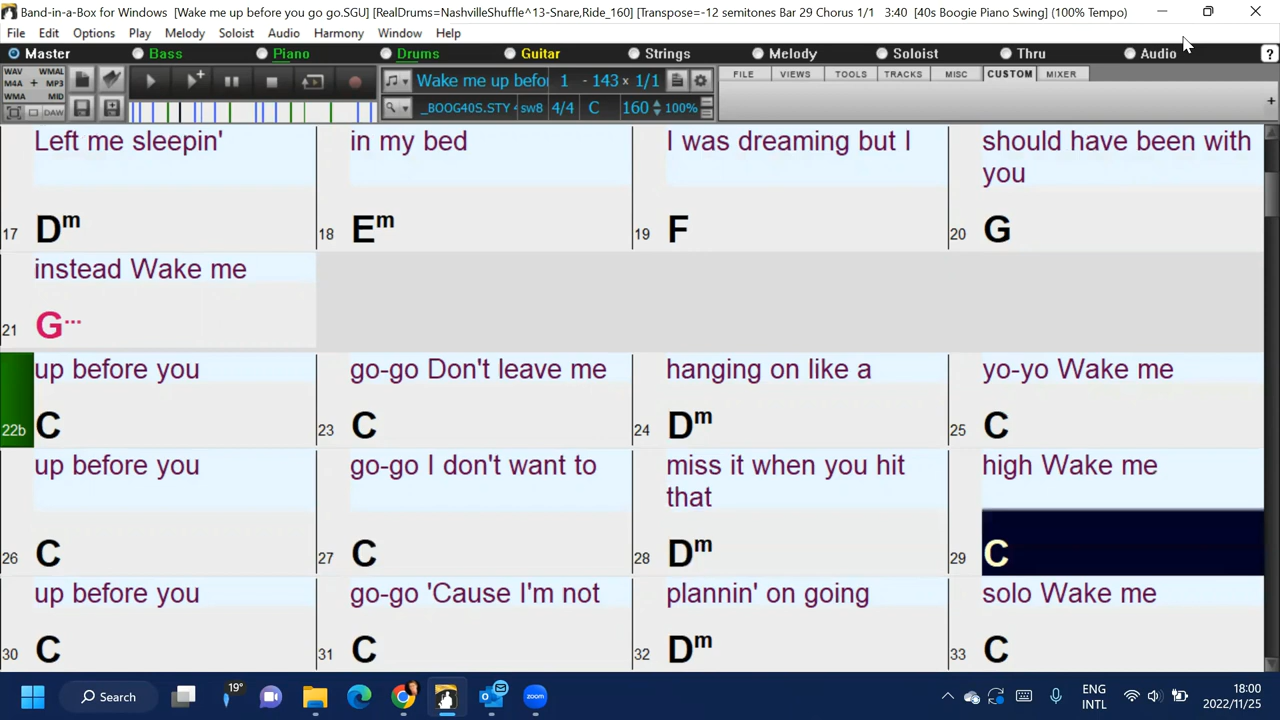 Band-in-a-Box for Windows [Wake me up before you go go.SGU] [RealDrums=NashvilleShuffle^13-Snare,Ride_160] [Transpose=-12 semitones Bar 29 Chorus 1/1 3:40 [40s Boogie Piano Swing] (100% Tempo)
File Edit Options Play Melody Soloist Audio Harmony Window Help
Master Bass Piano Drums Guitar Strings Melody Soloist Thru Audio ?
WAV WMAL
M4A + MP3
WMA MID
DAW
Wake me up befor 1 - 143 x 1/1
_BOOG40S.STY sw8 4/4 C 160 100%
FILE VIEWS TOOLS TRACKS MISC CUSTOM MIXER
+
Left me sleepin' in my bed I was dreaming but I should have been with
you
17 Dm 18 Em 19 F 20 G
instead Wake me
21 G...
up before you go-go Don't leave me hanging on like a yo-yo Wake me
22b C 23 C 24 Dm 25 C
up before you go-go I don't want to miss it when you hit high Wake me
that
26 C 27 C 28 Dm 29 C
up before you go-go 'Cause I'm not plannin' on going solo Wake me
30 C 31 C 32 Dm 33 C
Search 19° zoom ENG 18:00
INTL 2022/11/25